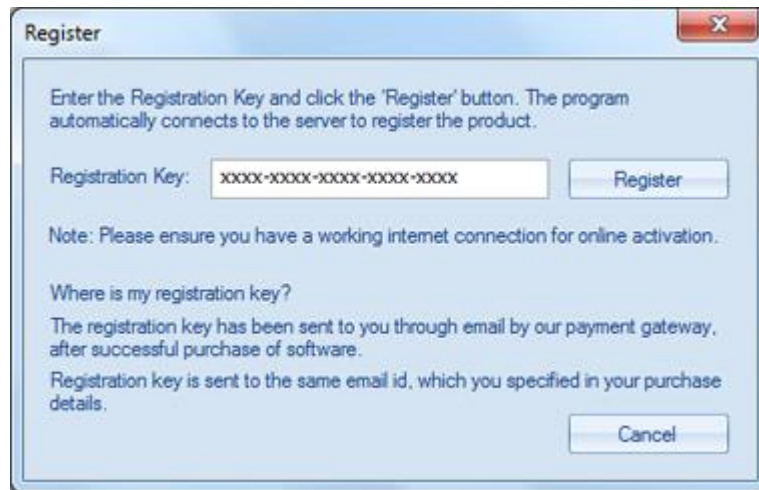 Register
Enter the Registration Key and click the 'Register' button. The program
automatically connects to the server to register the product.
Registration Key: xxxx-xxxx-xxxx-xxxx-xxxx Register
Note: Please ensure you have a working internet connection for online activation.
Where is my registration key?
The registration key has been sent to you through email by our payment gateway,
after successful purchase of software.
Registration key is sent to the same email id, which you specified in your purchase
details.
Cancel